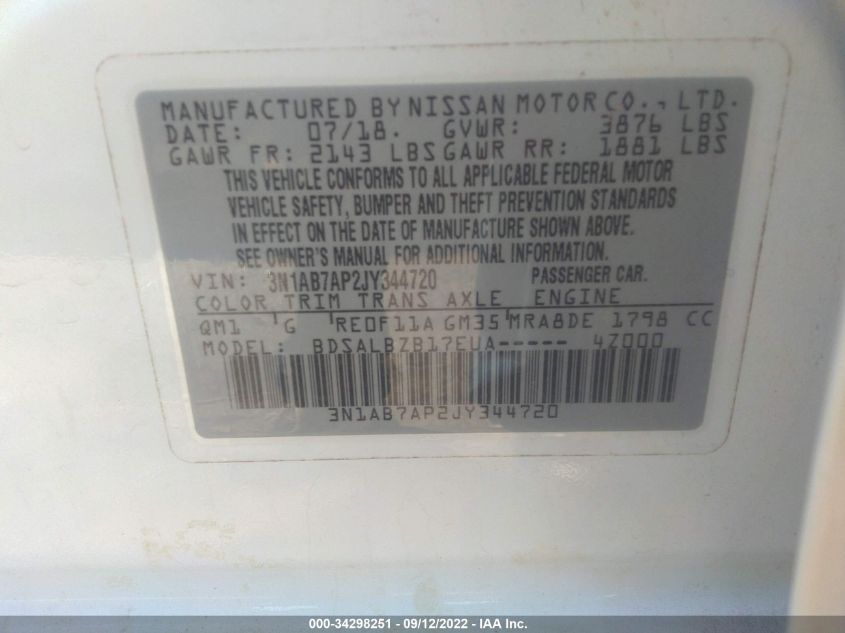 MANUFACTURED BY NISSAN MOTOR CO., LTD.
DATE: 07/18. GVWR: 3876 LBS
GAWR FR: 2143 LBS GAWR RR: 1881 LBS
THIS VEHICLE CONFORMS TO ALL APPLICABLE FEDERAL MOTOR
VEHICLE SAFETY, BUMPER AND THEFT PREVENTION STANDARDS
IN EFFECT ON THE DATE OF MANUFACTURE SHOWN ABOVE.
SEE OWNER'S MANUAL FOR ADDITIONAL INFORMATION.
VIN: 3N1AB7AP2JY344720 PASSENGER CAR.
COLOR TRIM TRANS AXLE ENGINE
QM1 G RE0F11A GM35 MRA8DE 1798 CC
MODEL: BDSALBZB17EUA----- 4Z000
3N1AB7AP2JY344720
000-34298251 - 09/12/2022 - IAA Inc.